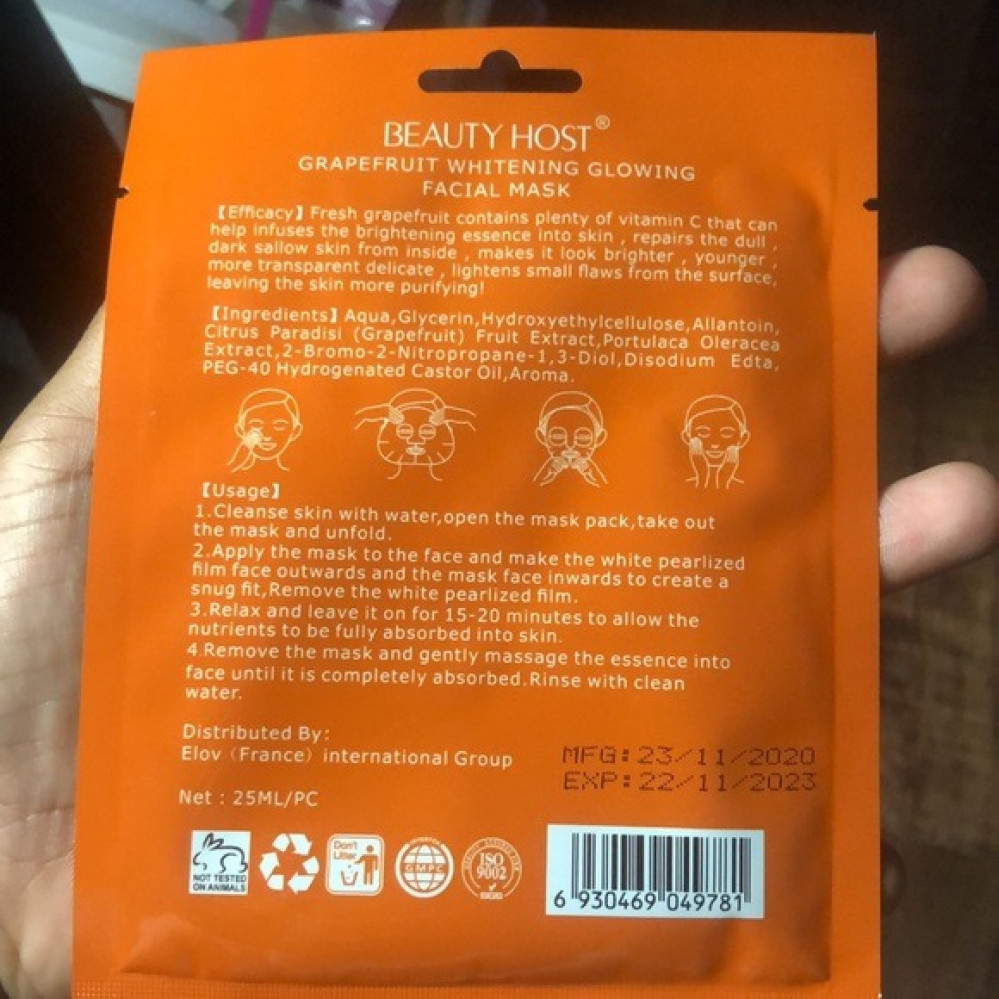 BEAUTY HOST®
GRAPEFRUIT WHITENING GLOWING
FACIAL MASK
【Efficacy】Fresh grapefruit contains plenty of vitamin C that can
help infuses the brightening essence into skin , repairs the dull ,
dark sallow skin from inside , makes it look brighter , younger ,
more transparent delicate , lightens small flaws from the surface,
leaving the skin more purifying!
【Ingredients】Aqua,Glycerin,Hydroxyethylcellulose,Allantoin,
Citrus Paradisi (Grapefruit) Fruit Extract,Portulaca Oleracea
Extract,2-Bromo-2-Nitropropane-1,3-Diol,Disodium Edta,
PEG-40 Hydrogenated Castor Oil,Aroma.
【Usage】
1.Cleanse skin with water,open the mask pack,take out
the mask and unfold.
2.Apply the mask to the face and make the white pearlized
film face outwards and the mask face inwards to create a
snug fit,Remove the white pearlized film.
3.Relax and leave it on for 15-20 minutes to allow the
nutrients to be fully absorbed into skin.
4.Remove the mask and gently massage the essence into
face until it is completely absorbed.Rinse with clean
water.
Distributed By:
Elov（France）international Group
MFG:23/11/2020
EXP:22/11/2023
Net : 25ML/PC
NOT TESTED
ON ANIMALS
Don't
Litter
GMPC
ISO
9002
6 930469 049781